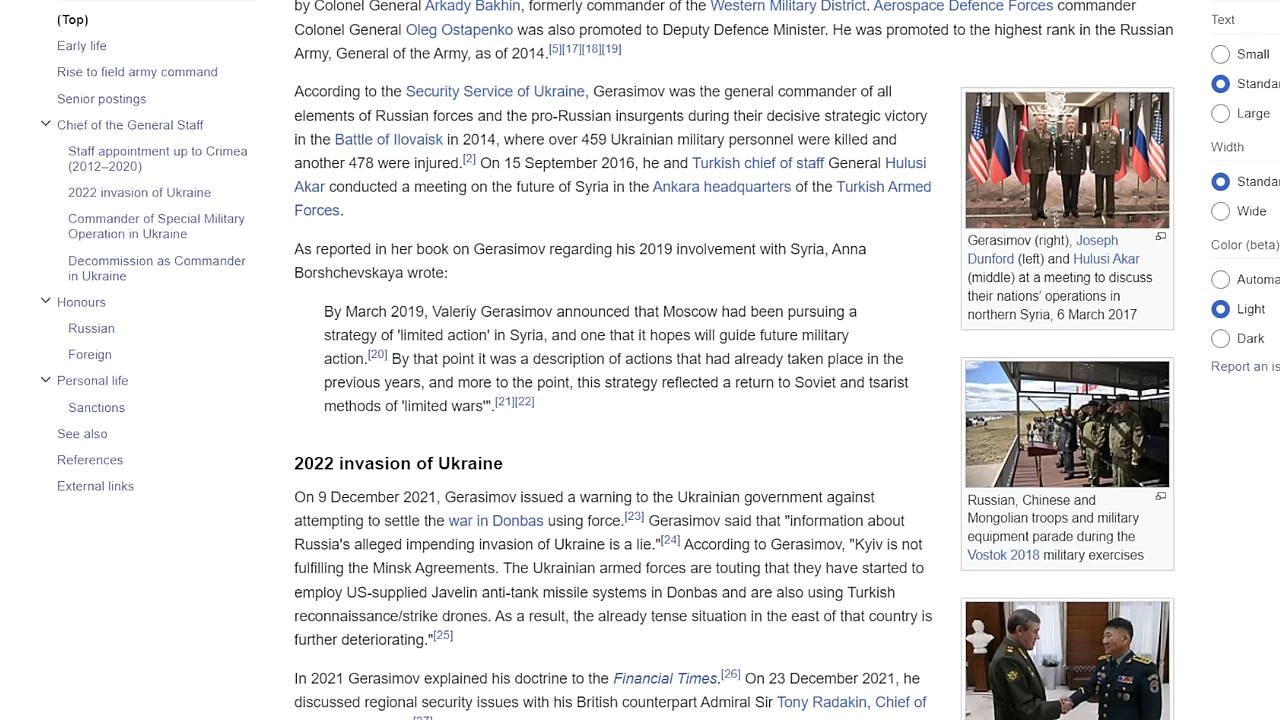 (Top)
Early life
Rise to field army command
Senior postings
Chief of the General Staff
Staff appointment up to Crimea
(2012–2020)
2022 invasion of Ukraine
Commander of Special Military
Operation in Ukraine
Decommission as Commander
in Ukraine
Honours
Russian
Foreign
Personal life
Sanctions
See also
References
External links
by Colonel General Arkady Bakhin, formerly commander of the Western Military District. Aerospace Defence Forces commander
Colonel General Oleg Ostapenko was also promoted to Deputy Defence Minister. He was promoted to the highest rank in the Russian
Army, General of the Army, as of 2014.[5][17][18][19]
According to the Security Service of Ukraine, Gerasimov was the general commander of all
elements of Russian forces and the pro-Russian insurgents during their decisive strategic victory
in the Battle of Ilovaisk in 2014, where over 459 Ukrainian military personnel were killed and
another 478 were injured.[2] On 15 September 2016, he and Turkish chief of staff General Hulusi
Akar conducted a meeting on the future of Syria in the Ankara headquarters of the Turkish Armed
Forces.
As reported in her book on Gerasimov regarding his 2019 involvement with Syria, Anna
Borshchevskaya wrote:
By March 2019, Valeriy Gerasimov announced that Moscow had been pursuing a
strategy of 'limited action' in Syria, and one that it hopes will guide future military
action.[20] By that point it was a description of actions that had already taken place in the
previous years, and more to the point, this strategy reflected a return to Soviet and tsarist
methods of 'limited wars'".[21][22]
2022 invasion of Ukraine
On 9 December 2021, Gerasimov issued a warning to the Ukrainian government against
attempting to settle the war in Donbas using force.[23] Gerasimov said that "information about
Russia's alleged impending invasion of Ukraine is a lie."[24] According to Gerasimov, "Kyiv is not
fulfilling the Minsk Agreements. The Ukrainian armed forces are touting that they have started to
employ US-supplied Javelin anti-tank missile systems in Donbas and are also using Turkish
reconnaissance/strike drones. As a result, the already tense situation in the east of that country is
further deteriorating."[25]
In 2021 Gerasimov explained his doctrine to the Financial Times.[26] On 23 December 2021, he
discussed regional security issues with his British counterpart Admiral Sir Tony Radakin, Chief of
[27]
Gerasimov (right), Joseph
Dunford (left) and Hulusi Akar
(middle) at a meeting to discuss
their nations' operations in
northern Syria, 6 March 2017
Russian, Chinese and
Mongolian troops and military
equipment parade during the
Vostok 2018 military exercises
Text
Small
Standar
Large
Width
Standar
Wide
Color (beta)
Automa
Light
Dark
Report an is